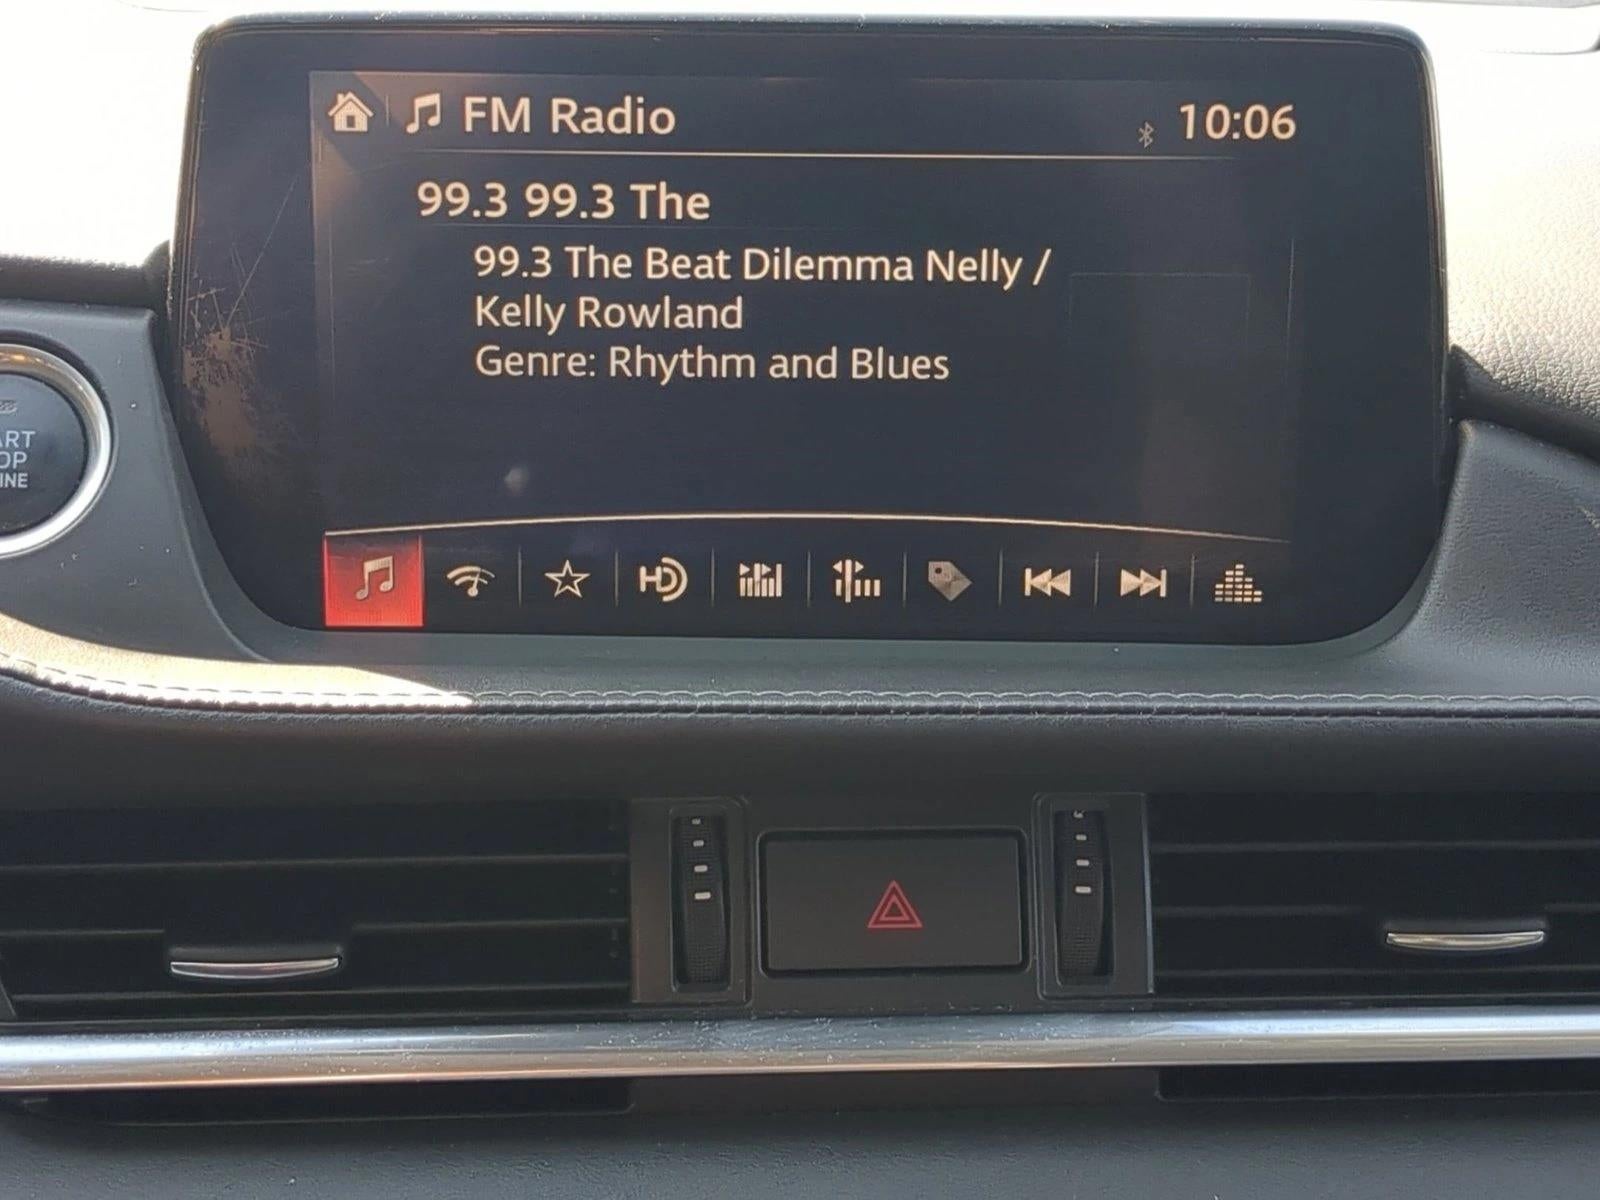 FM Radio
10:06
99.3 99.3 The
99.3 The Beat Dilemma Nelly /
Kelly Rowland
Genre: Rhythm and Blues
HD